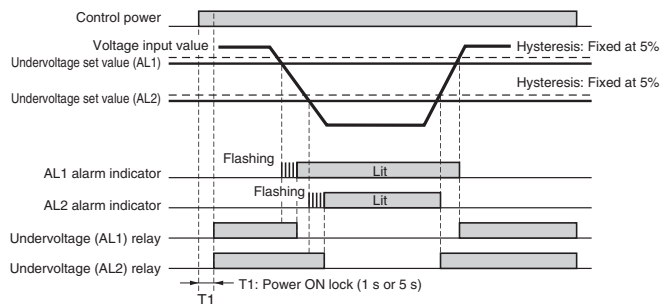 Control power
Voltage input value
Hysteresis: Fixed at 5%
Undervoltage set value (AL1)
Hysteresis: Fixed at 5%
Undervoltage set value (AL2)
Flashing
AL1 alarm indicator
Lit
Flashing
AL2 alarm indicator
Lit
Undervoltage (AL1) relay
Undervoltage (AL2) relay
T1: Power ON lock (1 s or 5 s)
T1